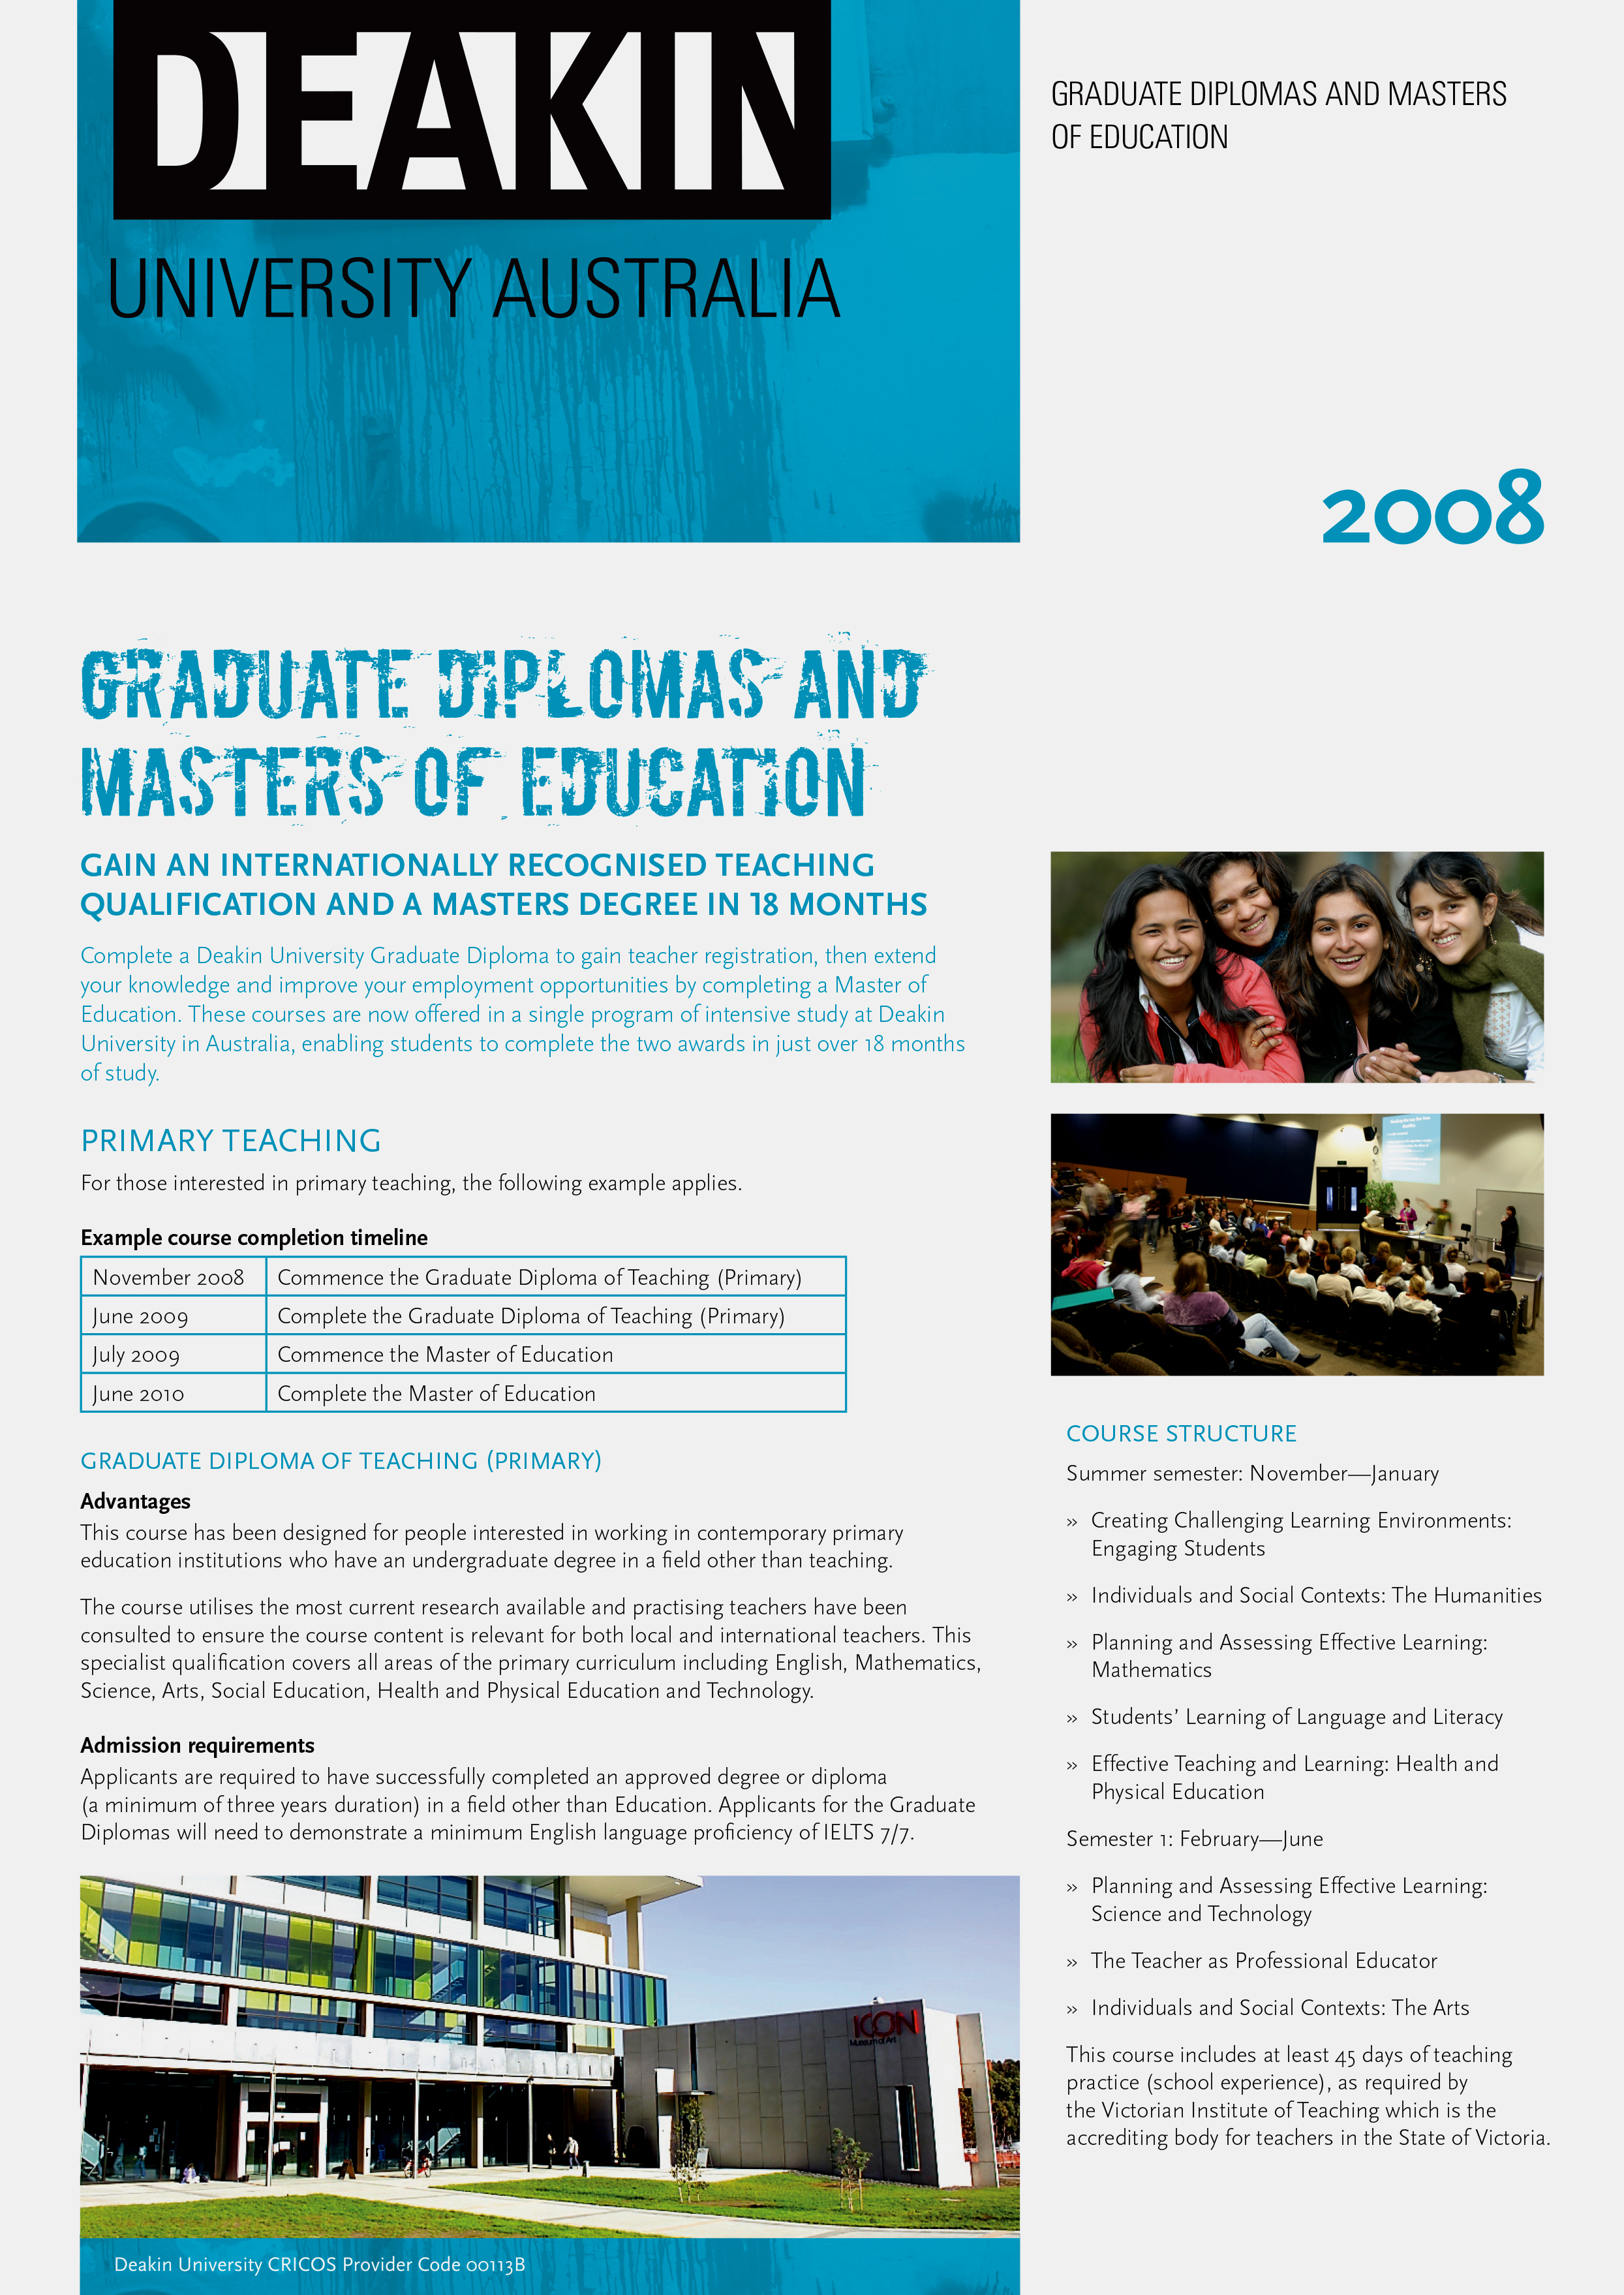 DEAKIN
UNIVERSITY AUSTRALIA
GRADUATE DIPLOMAS AND MASTERS
OF EDUCATION
2008
GRADUATE DIPLOMAS AND
MASTERS OF EDUCATION
GAIN AN INTERNATIONALLY RECOGNISED TEACHING
QUALIFICATION AND A MASTERS DEGREE IN 18 MONTHS
Complete a Deakin University Graduate Diploma to gain teacher registration, then extend
your knowledge and improve your employment opportunities by completing a Master of
Education. These courses are now offered in a single program of intensive study at Deakin
University in Australia, enabling students to complete the two awards in just over 18 months
of study.
PRIMARY TEACHING
For those interested in primary teaching, the following example applies.
Example course completion timeline
November 2008 Commence the Graduate Diploma of Teaching (Primary)
June 2009 Complete the Graduate Diploma of Teaching (Primary)
July 2009 Commence the Master of Education
June 2010 Complete the Master of Education
GRADUATE DIPLOMA OF TEACHING (PRIMARY)
Advantages
This course has been designed for people interested in working in contemporary primary
education institutions who have an undergraduate degree in a field other than teaching.
The course utilises the most current research available and practising teachers have been
consulted to ensure the course content is relevant for both local and international teachers. This
specialist qualification covers all areas of the primary curriculum including English, Mathematics,
Science, Arts, Social Education, Health and Physical Education and Technology.
Admission requirements
Applicants are required to have successfully completed an approved degree or diploma
(a minimum of three years duration) in a field other than Education. Applicants for the Graduate
Diplomas will need to demonstrate a minimum English language proficiency of IELTS 7/7.
ICON
Museum of Art
Deakin University CRICOS Provider Code 00113B
COURSE STRUCTURE
Summer semester: November—January
» Creating Challenging Learning Environments:
Engaging Students
» Individuals and Social Contexts: The Humanities
» Planning and Assessing Effective Learning:
Mathematics
» Students’ Learning of Language and Literacy
» Effective Teaching and Learning: Health and
Physical Education
Semester 1: February—June
» Planning and Assessing Effective Learning:
Science and Technology
» The Teacher as Professional Educator
» Individuals and Social Contexts: The Arts
This course includes at least 45 days of teaching
practice (school experience), as required by
the Victorian Institute of Teaching which is the
accrediting body for teachers in the State of Victoria.